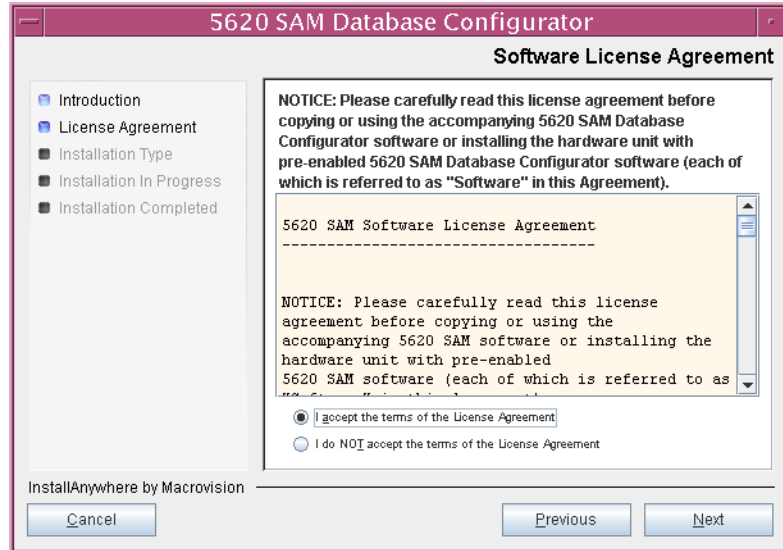 5620 SAM Database Configurator
Software License Agreement
Introduction
License Agreement
Installation Type
Installation In Progress
Installation Completed
NOTICE: Please carefully read this license agreement before
copying or using the accompanying 5620 SAM Database
Configurator software or installing the hardware unit with
pre-enabled 5620 SAM Database Configurator software (each of
which is referred to as "Software" in this Agreement).
5620 SAM Software License Agreement
-----------------------------------
NOTICE: Please carefully read this license
agreement before copying or using the
accompanying 5620 SAM software or installing the
hardware unit with pre-enabled
5620 SAM software (each of which is referred to as
I accept the terms of the License Agreement
I do NOT accept the terms of the License Agreement
InstallAnywhere by Macrovision
Cancel
Previous
Next